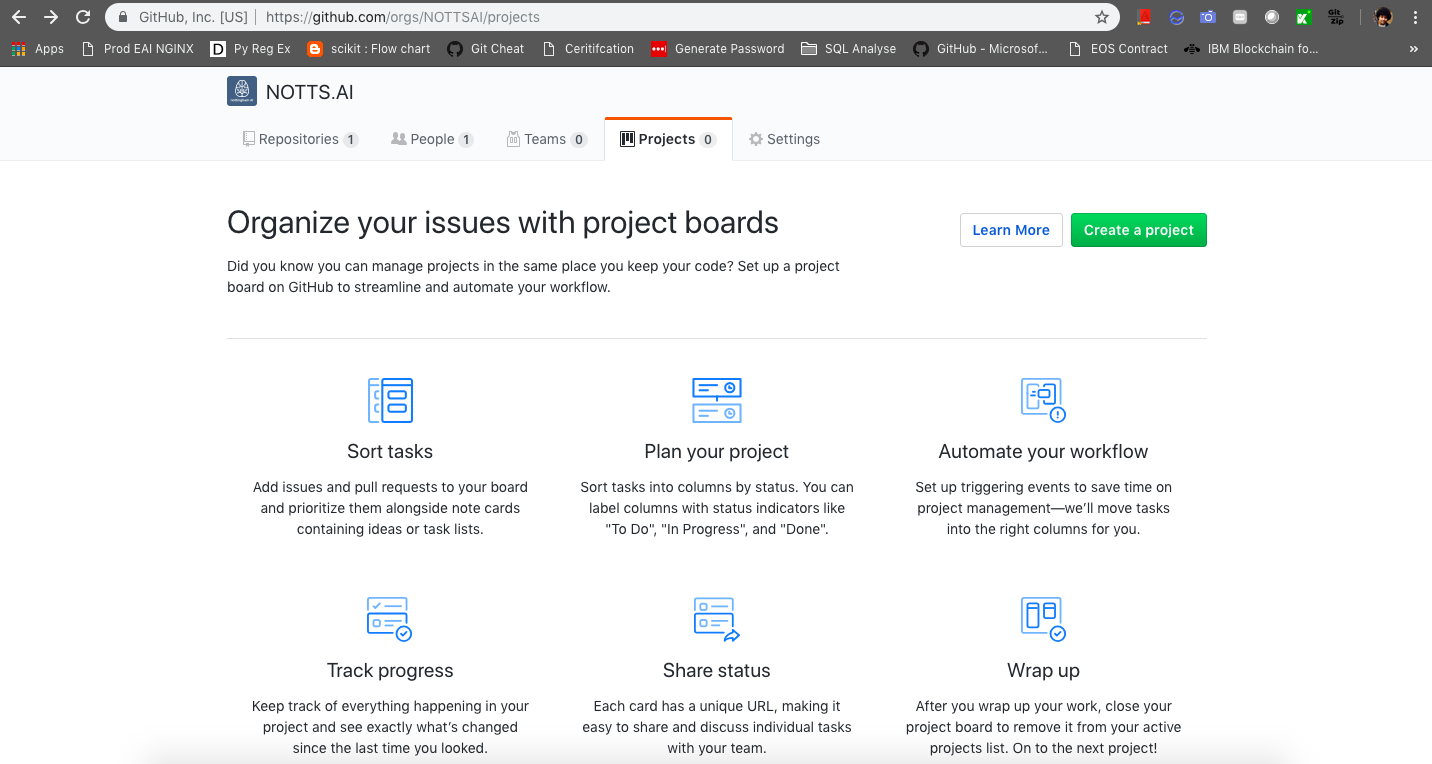 GitHub, Inc. [US] | https://github.com/orgs/NOTTSAI/projects
Git Zip
Apps Prod EAI NGINX D Py Reg Ex scikit : Flow chart Git Cheat Ceritifcation Generate Password SQL Analyse GitHub - Microsof... EOS Contract IBM Blockchain fo... »
NOTTS.AI
Repositories 1 People 1 Teams 0 Projects 0 Settings
Organize your issues with project boards
Learn More Create a project
Did you know you can manage projects in the same place you keep your code? Set up a project
board on GitHub to streamline and automate your workflow.
Sort tasks
Add issues and pull requests to your board
and prioritize them alongside note cards
containing ideas or task lists.
Plan your project
Sort tasks into columns by status. You can
label columns with status indicators like
"To Do", "In Progress", and "Done".
Automate your workflow
Set up triggering events to save time on
project management—we’ll move tasks
into the right columns for you.
Track progress
Keep track of everything happening in your
project and see exactly what’s changed
since the last time you looked.
Share status
Each card has a unique URL, making it
easy to share and discuss individual tasks
with your team.
Wrap up
After you wrap up your work, close your
project board to remove it from your active
projects list. On to the next project!